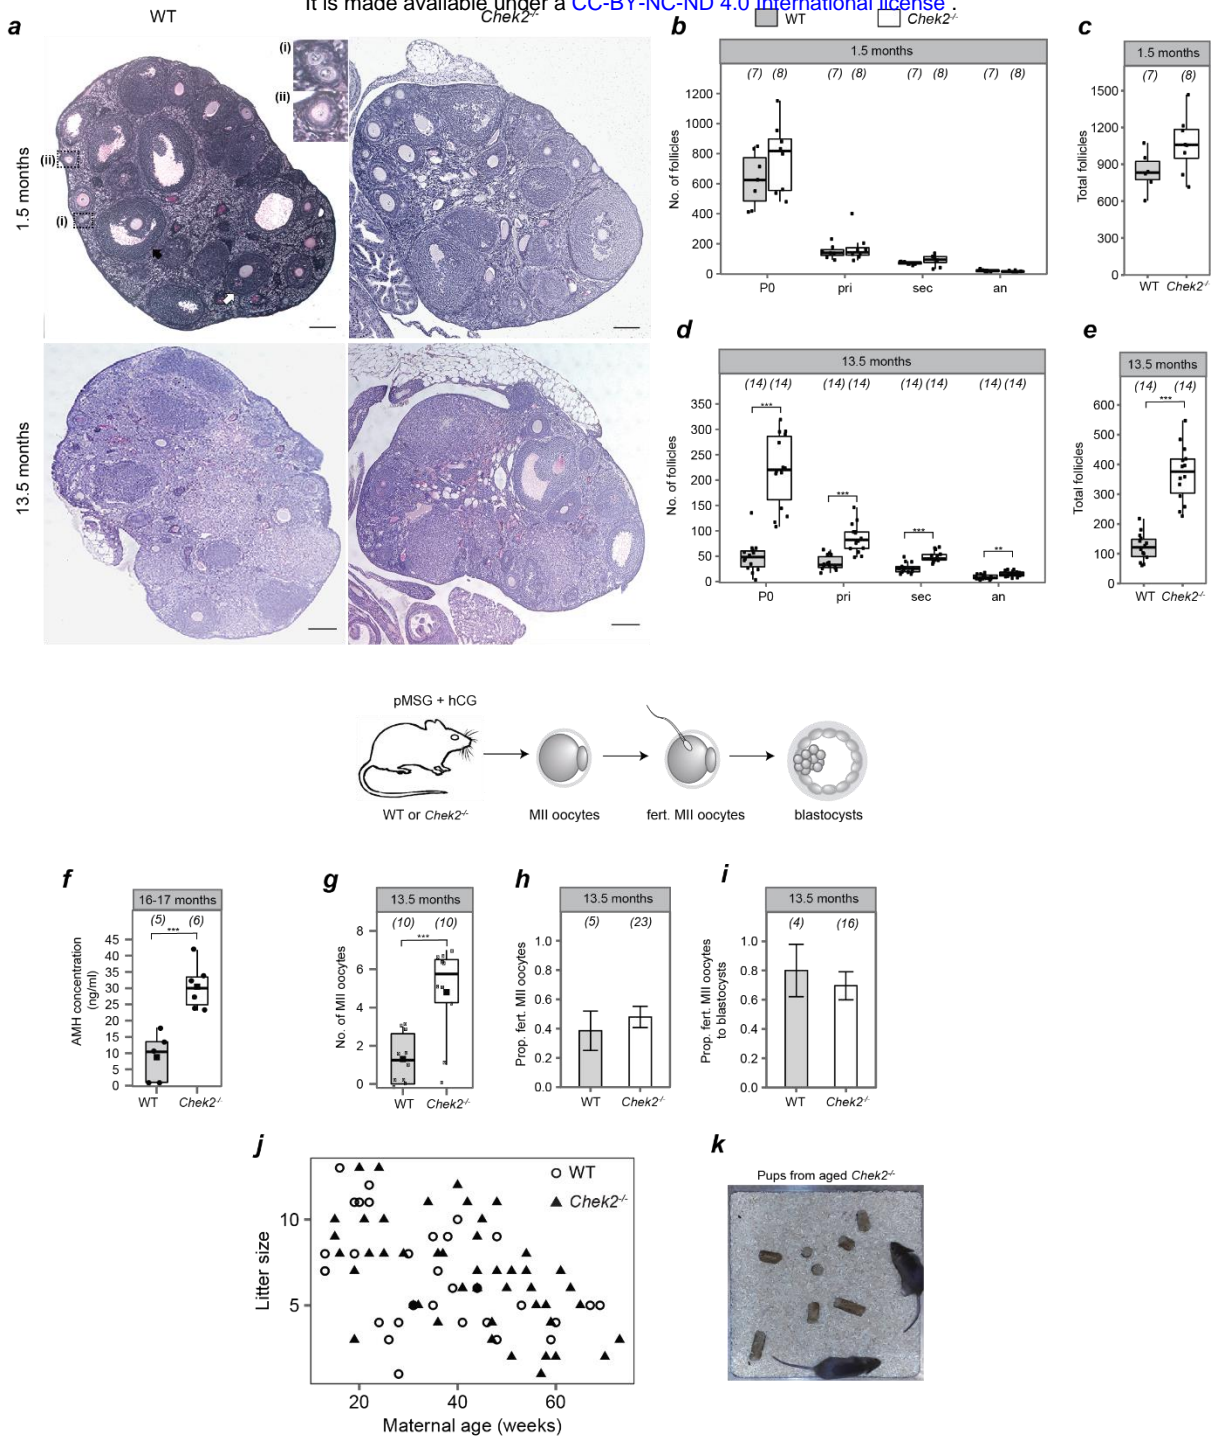 It is made available under a CC-BY-NC-ND 4.0 International license .
WT
Chek2-/-
WT
Chek2-/-
a
b
c
(i)
(ii)
(ii)
(i)
1.5 months
13.5 months
1.5 months
(7) (8) (7) (8) (7) (8) (7) (8)
No. of follicles
1200
1000
800
600
400
200
0
P0 pri sec an
1.5 months
(7) (8)
Total follicles
1500
1200
900
600
300
0
WT Chek2-/-
d
13.5 months
(14) (14) (14) (14) (14) (14) (14) (14)
*** *** *** **
No. of follicles
350
300
250
200
150
100
50
0
P0 pri sec an
e
13.5 months
(14) (14)
***
Total follicles
600
500
400
300
200
100
0
WT Chek2-/-
pMSG + hCG
WT or Chek2-/-
MII oocytes
fert. MII oocytes
blastocysts
f
16-17 months
(5) (6)
***
AMH concentration
(ng/ml)
45
40
35
30
25
20
15
10
5
0
WT Chek2-/-
g
13.5 months
(10) (10)
***
No. of MII oocytes
8
6
4
2
0
WT Chek2-/-
h
13.5 months
(5) (23)
Prop. fert. MII oocytes
1.0
0.8
0.6
0.4
0.2
0.0
WT Chek2-/-
i
13.5 months
(4) (16)
Prop. fert. MII oocytes
to blastocysts
1.0
0.8
0.6
0.4
0.2
0.0
WT Chek2-/-
j
WT
Chek2-/-
Litter size
10
5
20 40 60
Maternal age (weeks)
k
Pups from aged Chek2-/-